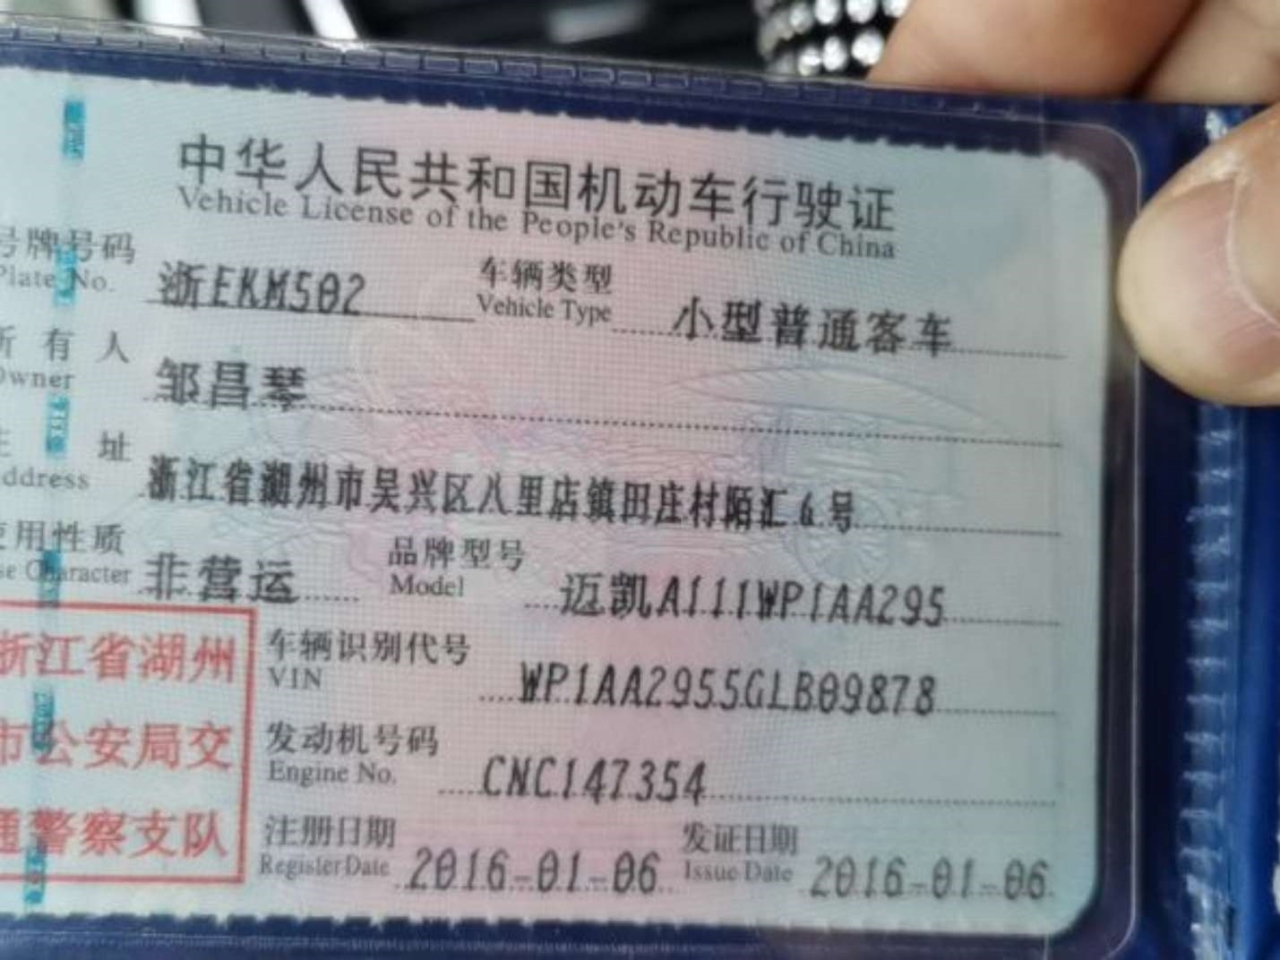 中华人民共和国机动车行驶证
Vehicle License of the People's Republic of China
号牌号码 浙EKM502 车辆类型 小型普通客车
Plate No. Vehicle Type
所有人 邹昌琴
Owner
住址 浙江省湖州市吴兴区八里店镇田庄村陌汇6号
Address
使用性质 非营运 品牌型号 迈凯A111WP1AA295
Use Character Model
浙江省湖州
市公安局交
通警察支队
车辆识别代号 WP1AA2955GLB09878
VIN
发动机号码 CNC147354
Engine No.
注册日期 2016-01-06 发证日期 2016-01-06
Register Date Issue Date